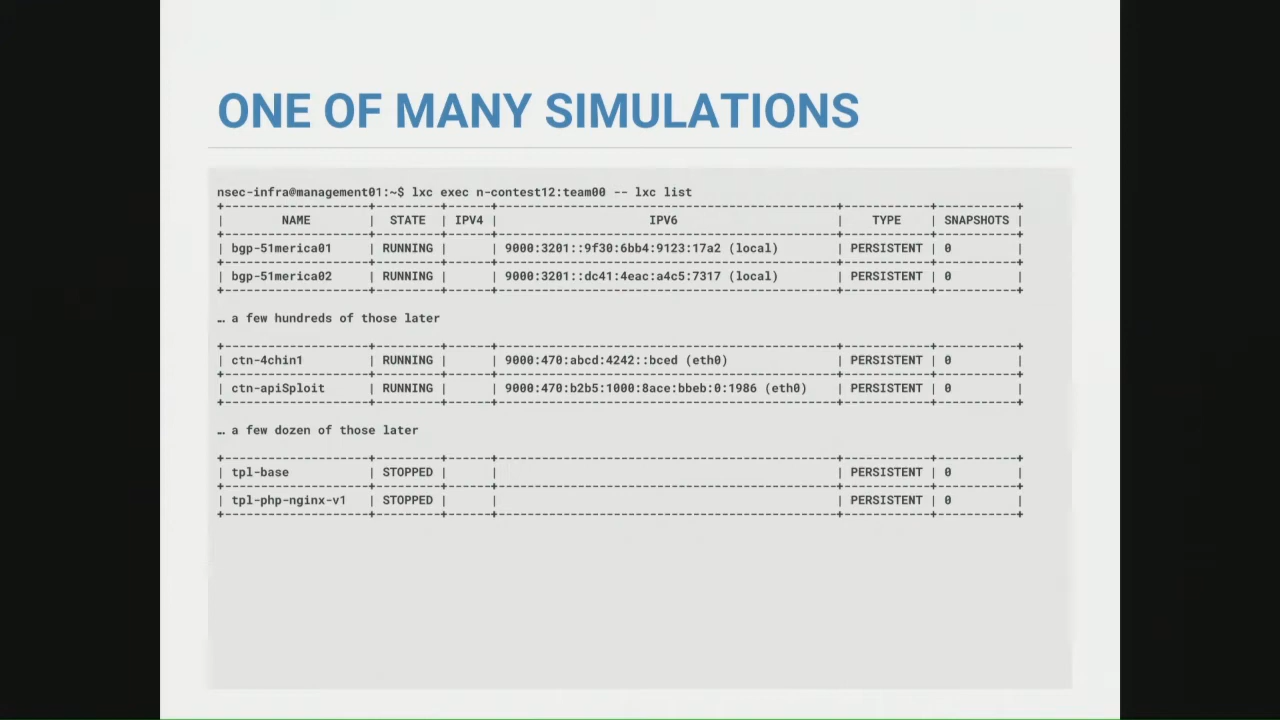 ONE OF MANY SIMULATIONS
nsec-infra@management01:~$ lxc exec n-contest12:team00 -- lxc list
| NAME | STATE | IPV4 | IPV6 | TYPE | SNAPSHOTS |
| bgp-51merica01 | RUNNING | | 9000:3201::9f30:6bb4:9123:17a2 (local) | PERSISTENT | 0 |
| bgp-51merica02 | RUNNING | | 9000:3201::dc41:4eac:a4c5:7317 (local) | PERSISTENT | 0 |
… a few hundreds of those later
| ctn-4chin1 | RUNNING | | 9000:470:abcd:4242::bced (eth0) | PERSISTENT | 0 |
| ctn-apiSploit | RUNNING | | 9000:470:b2b5:1000:8ace:bbeb:0:1986 (eth0) | PERSISTENT | 0 |
… a few dozen of those later
| tpl-base | STOPPED | | | PERSISTENT | 0 |
| tpl-php-nginx-v1 | STOPPED | | | PERSISTENT | 0 |